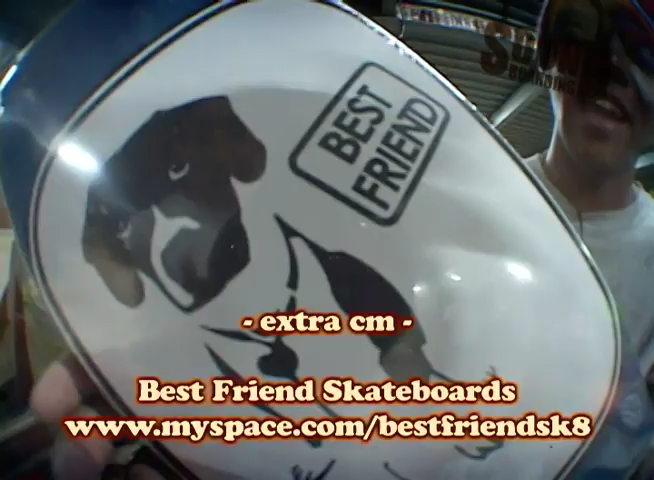 BEST
FRIEND
- extra cm -
Best Friend Skateboards
www.myspace.com/bestfriendsk8